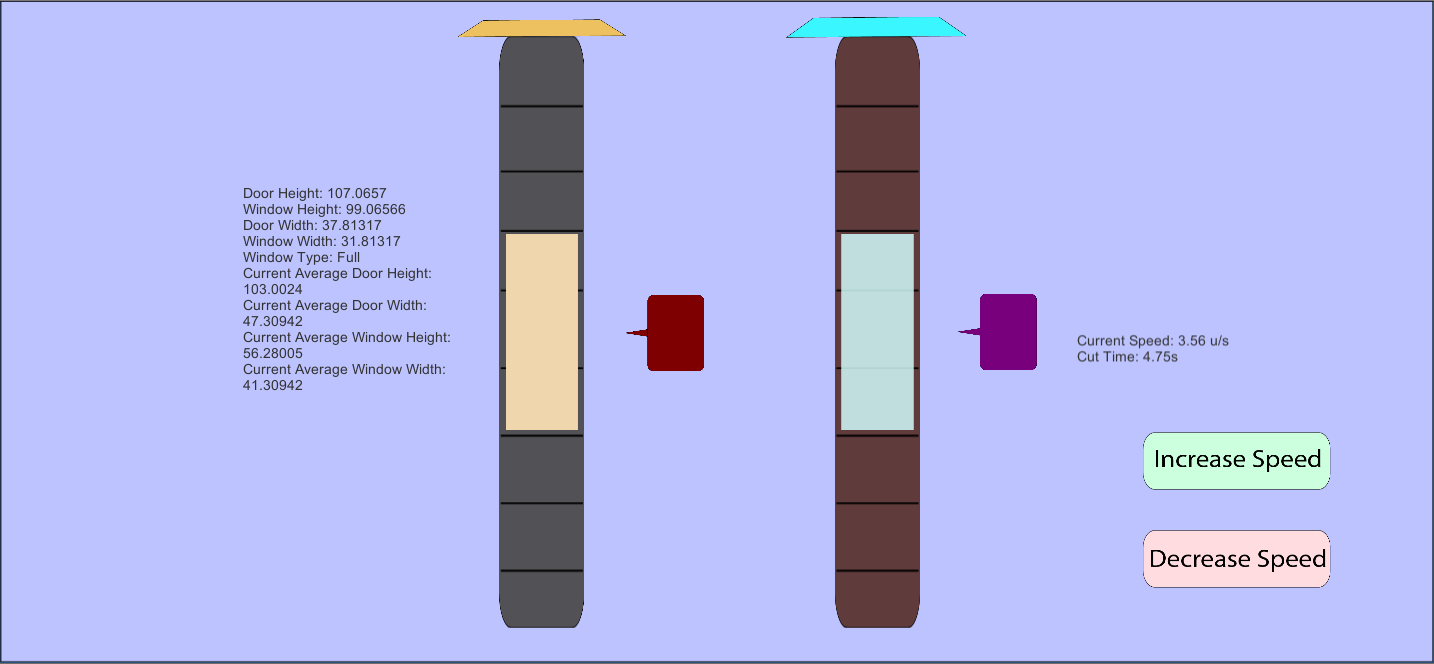 Door Height: 107.0657
Window Height: 99.06566
Door Width: 37.81317
Window Width: 31.81317
Window Type: Full
Current Average Door Height:
103.0024
Current Average Door Width:
47.30942
Current Average Window Height:
56.28005
Current Average Window Width:
41.30942
Current Speed: 3.56 u/s
Cut Time: 4.75s
Increase Speed
Decrease Speed